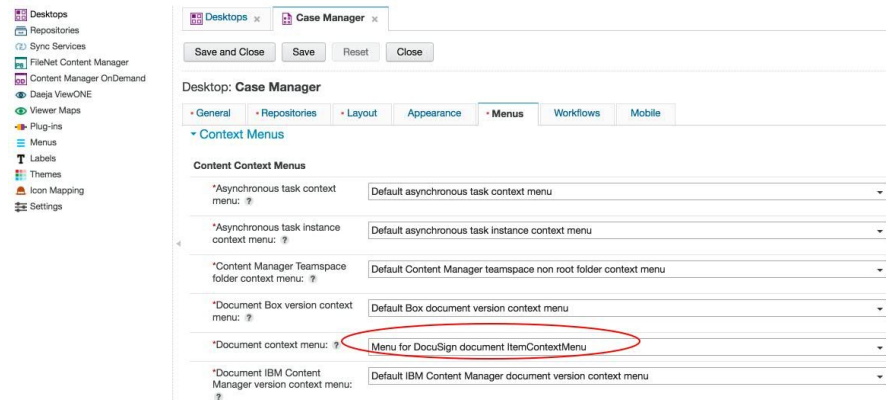 Desktops
Repositories
Sync Services
FileNet Content Manager
Content Manager OnDemand
Daeja ViewONE
Viewer Maps
Plug-ins
Menus
Labels
Themes
Icon Mapping
Settings
Desktops x Case Manager x
Save and Close Save Reset Close
Desktop: Case Manager
General Repositories Layout Appearance Menus Workflows Mobile
Context Menus
Content Context Menus
*Asynchronous task context
menu: ?
Default asynchronous task context menu
*Asynchronous task instance
context menu: ?
Default asynchronous task instance context menu
*Content Manager Teamspace
folder context menu: ?
Default Content Manager teamspace non root folder context menu
*Document Box version context
menu: ?
Default Box document version context menu
*Document context menu: ?
Menu for DocuSign document ItemContextMenu
*Document IBM Content
Manager version context menu:
?
Default IBM Content Manager document version context menu